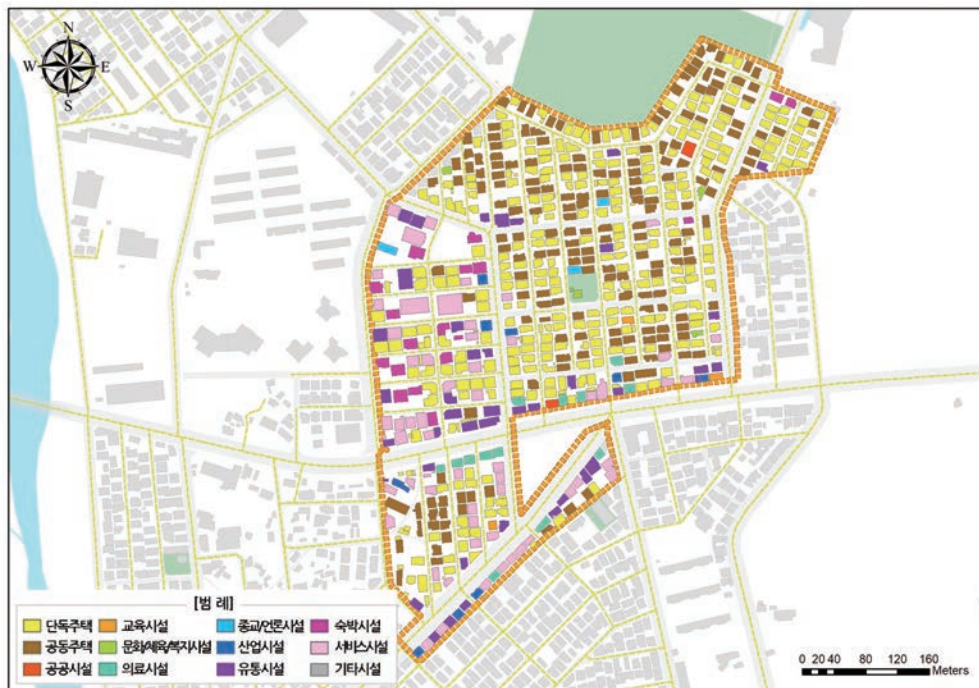 N
W E
S
[범 례]
단독주택 교육시설 종교/언론시설 숙박시설
공동주택 문화/체육/복지시설 산업시설 서비스시설
공공시설 의료시설 유통시설 기타시설
0 20 40 80 120 160
Meters